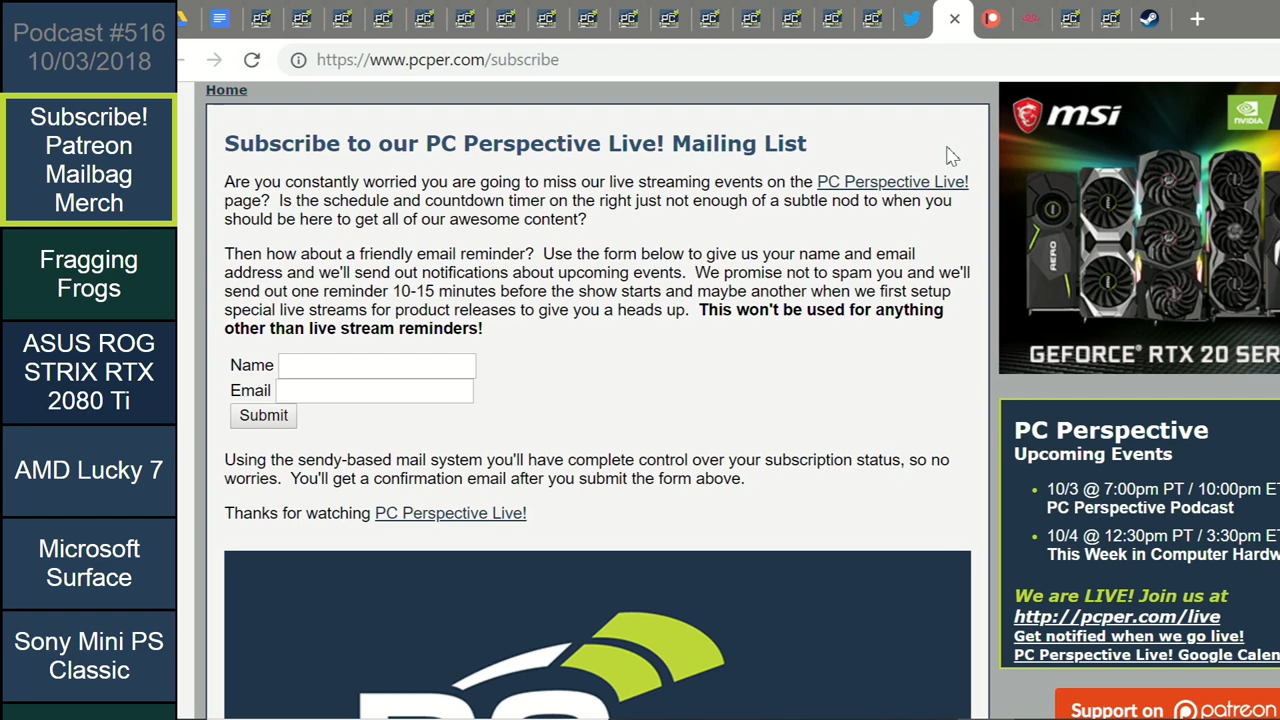 Podcast #516
10/03/2018
Subscribe!
Patreon
Mailbag
Merch
Fragging
Frogs
ASUS ROG
STRIX RTX
2080 Ti
AMD Lucky 7
Microsoft
Surface
Sony Mini PS
Classic
https://www.pcper.com/subscribe
Home
Subscribe to our PC Perspective Live! Mailing List
Are you constantly worried you are going to miss our live streaming events on the PC Perspective Live!
page? Is the schedule and countdown timer on the right just not enough of a subtle nod to when you
should be here to get all of our awesome content?
Then how about a friendly email reminder? Use the form below to give us your name and email
address and we'll send out notifications about upcoming events. We promise not to spam you and we'll
send out one reminder 10-15 minutes before the show starts and maybe another when we first setup
special live streams for product releases to give you a heads up. This won't be used for anything
other than live stream reminders!
Name
Email
Submit
Using the sendy-based mail system you'll have complete control over your subscription status, so no
worries. You'll get a confirmation email after you submit the form above.
Thanks for watching PC Perspective Live!
msi
NVIDIA
AERO
GEFORCE® RTX 20 SER
PC Perspective
Upcoming Events
10/3 @ 7:00pm PT / 10:00pm ET
PC Perspective Podcast
10/4 @ 12:30pm PT / 3:30pm ET
This Week in Computer Hardw
We are LIVE! Join us at
http://pcper.com/live
Get notified when we go live!
PC Perspective Live! Google Calen
Support on patreon